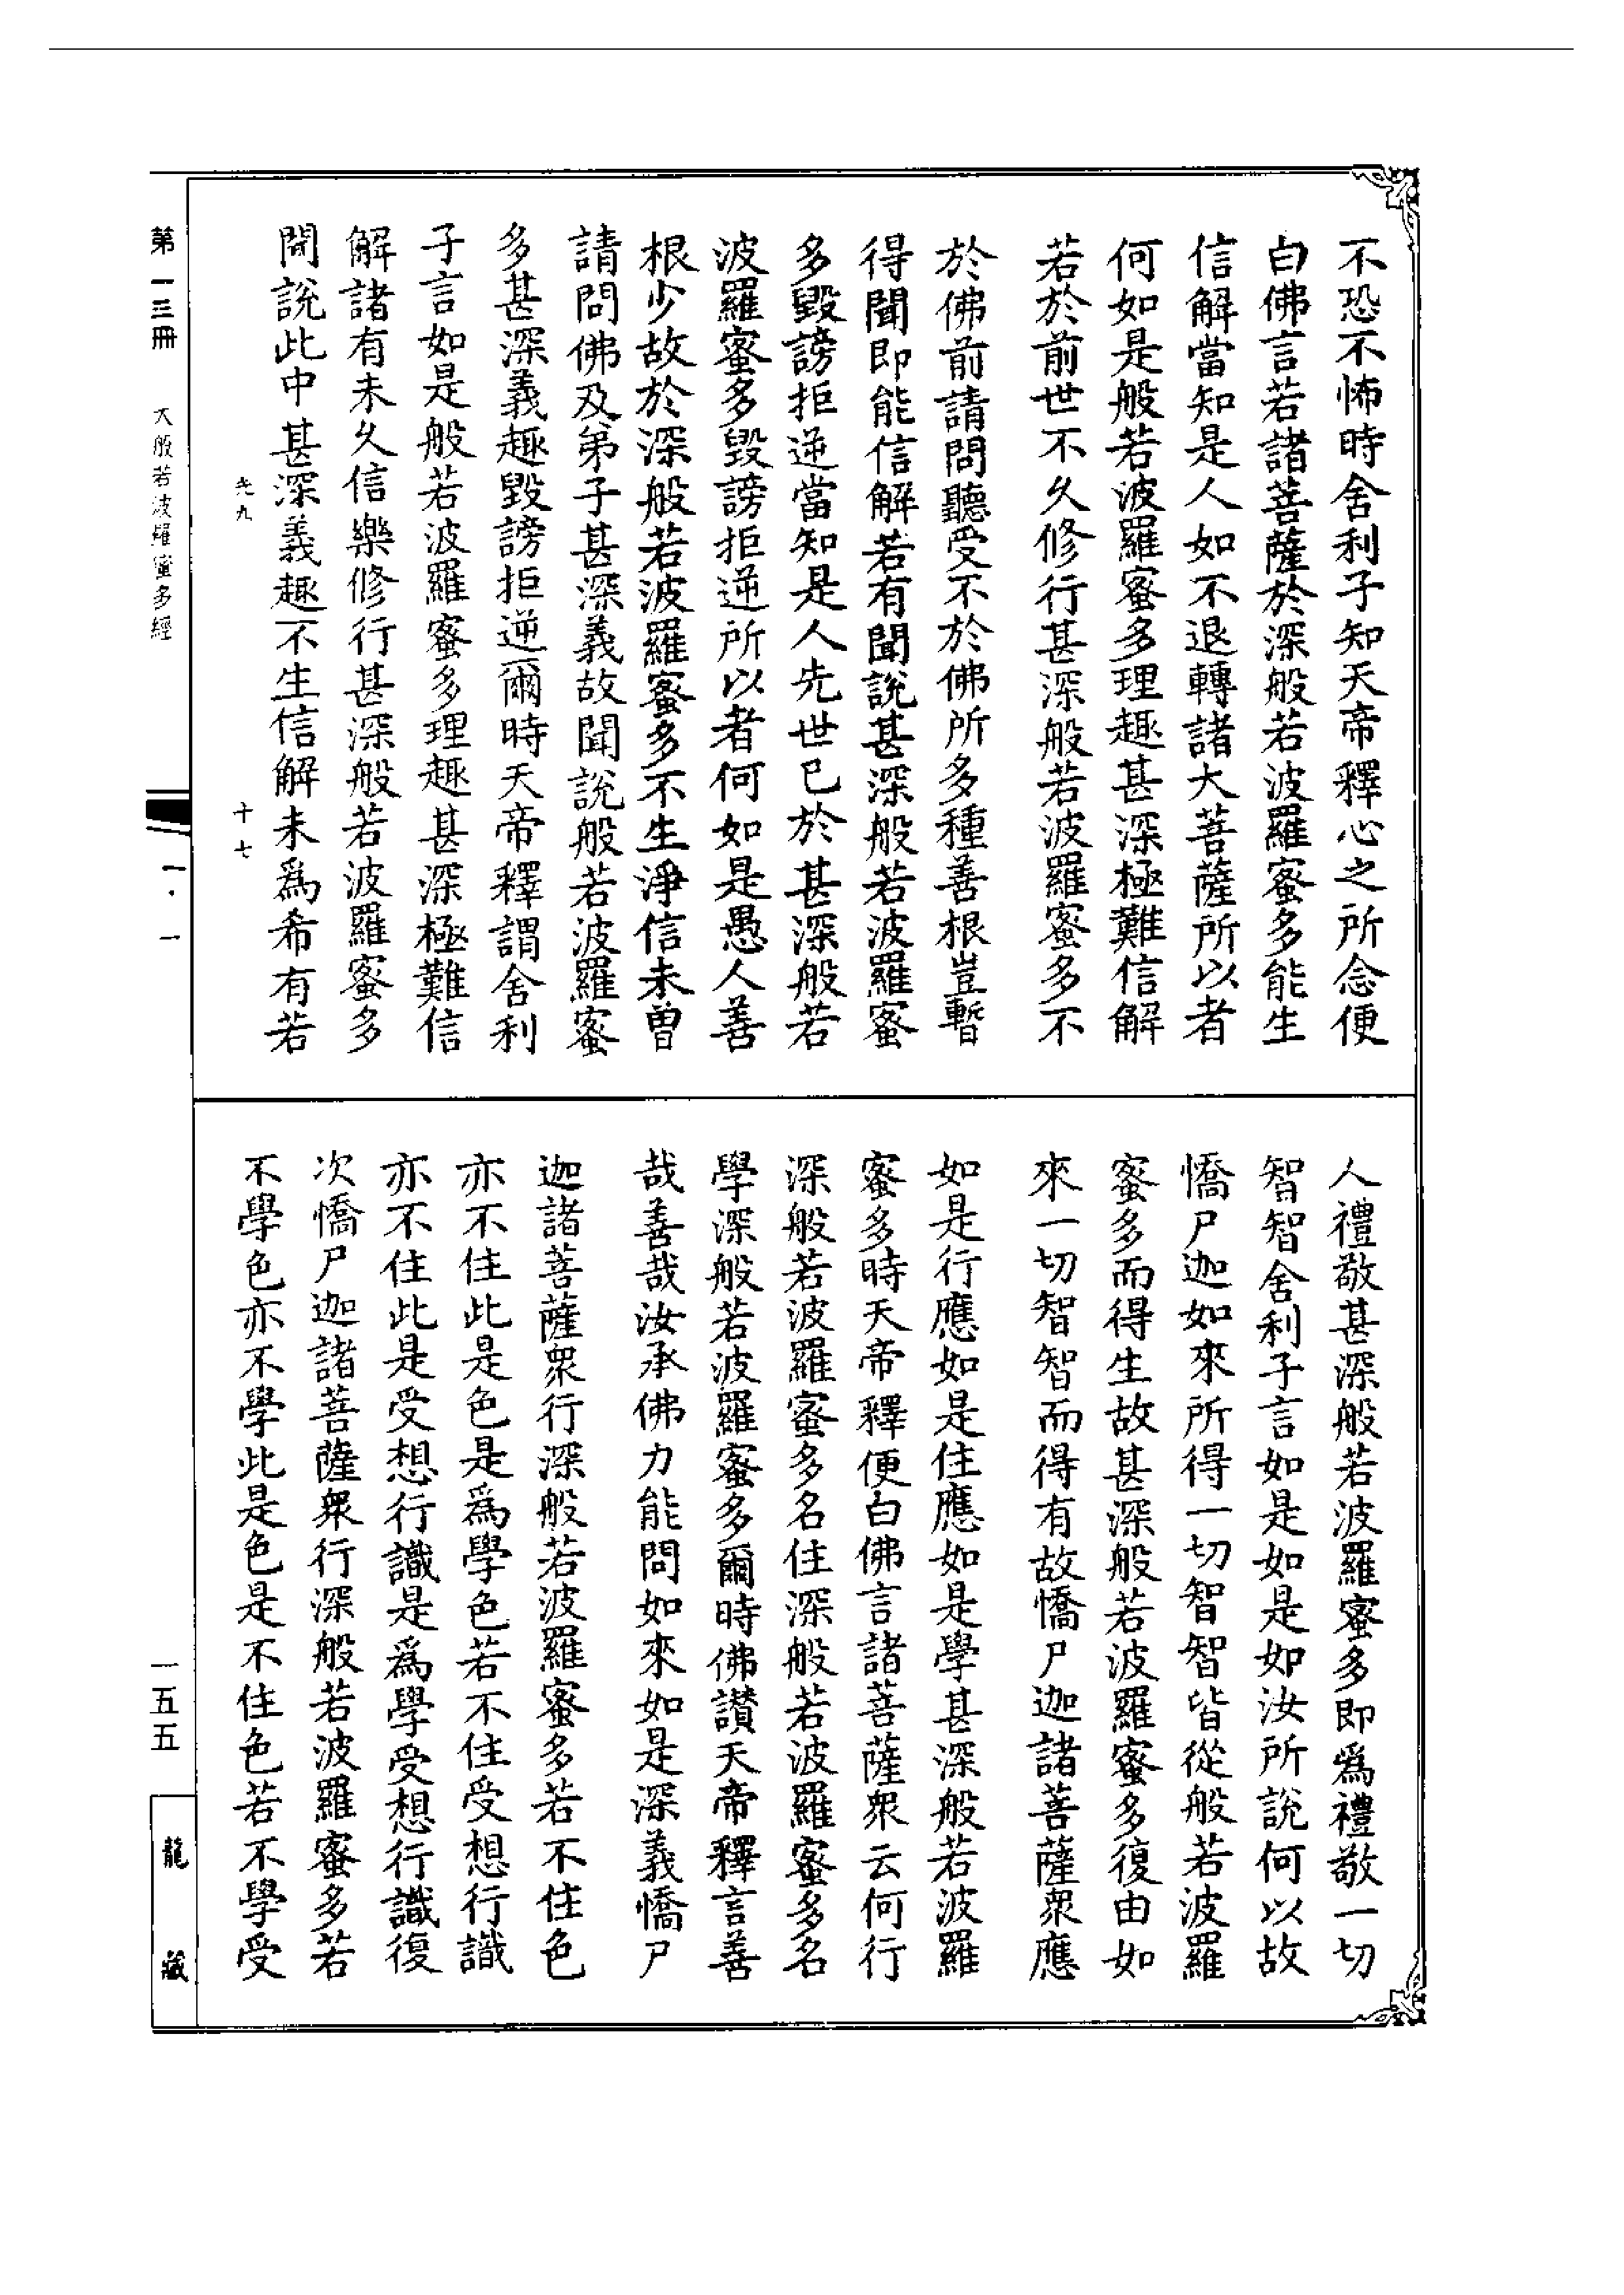 不恐不怖時舍利子知天帝釋心之所念便
白佛言若諸菩薩於深般若波羅蜜多能生
信解當知是人如不退轉諸大菩薩所以者
何如是般若波羅蜜多理趣甚深極難信解
若於前世不久修行甚深般若波羅蜜多不
於佛前請問聽受不於佛所多種善根豈暫
得聞即能信解若有聞說甚深般若波羅蜜
多毀謗拒逆當知是人先世已於甚深般若
波羅蜜多毀謗拒逆所以者何如是愚人善
根少故於深般若波羅蜜多不生淨信未曾
請問佛及弟子甚深義故聞說般若波羅蜜
多甚深義趣毀謗拒逆爾時天帝釋謂舍利
子言如是般若波羅蜜多理趣甚深極難信
解諸有未久信樂修行甚深般若波羅蜜多
聞說此中甚深義趣不生信解未爲希有若
人禮敬甚深般若波羅蜜多即爲禮敬一切
智智舍利子言如是如是如汝所說何以故
憍尸迦如來所得一切智智皆從般若波羅
蜜多而得生故甚深般若波羅蜜多復由如
來一切智智而得有故憍尸迦諸菩薩衆應
如是行應如是住應如是學甚深般若波羅
蜜多時天帝釋便白佛言諸菩薩衆云何行
深般若波羅蜜多名住深般若波羅蜜多名
學深般若波羅蜜多爾時佛讚天帝釋言善
哉善哉汝承佛力能問如來如是深義憍尸
迦諸菩薩衆行深般若波羅蜜多若不住色
亦不住此是色是爲學色若不住受想行識
亦不住此是受想行識是爲學受想行識復
次憍尸迦諸菩薩衆行深般若波羅蜜多若
不學色亦不學此是色是不住色若不學受
九 十七
第一三冊 大般若波羅蜜多經
一·一
一五五
龍藏